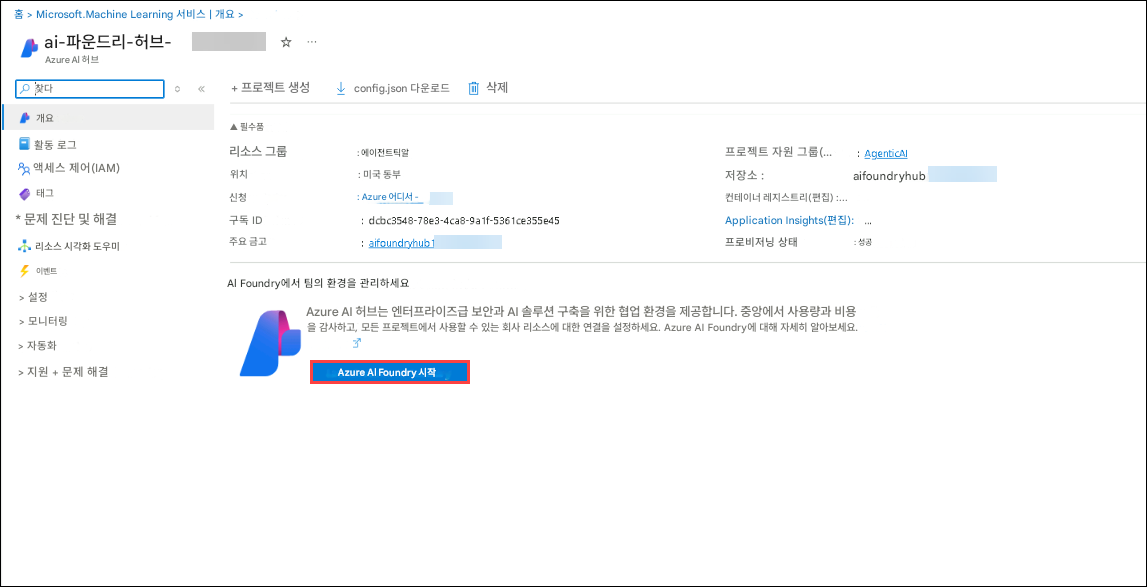 홈 > Microsoft.Machine Learning 서비스 | 개요 >
ai-파운드리-허브-
Azure AI 허브
찾다
+ 프로젝트 생성
config.json 다운로드
삭제
개요
활동 로그
액세스 제어(IAM)
태그
* 문제 진단 및 해결
리소스 시각화 도우미
이벤트
> 설정
> 모니터링
> 자동화
> 지원 + 문제 해결
필수품
리소스 그룹 : 에이전트틱알
위치 : 미국 동부
신청 : Azure 어디서 -
구독 ID : dcbc3548-78e3-4ca8-9a1f-5361ce355e45
주요 금고 : aifoundryhub1
프로젝트 자원 그룹(... : AgenticAI
저장소 : aifoundryhub
컨테이너 레지스트리(편집) :...
Application Insights(편집): ...
프로비저닝 상태 : 성공
AI Foundry에서 팀의 환경을 관리하세요
Azure AI 허브는 엔터프라이즈급 보안과 AI 솔루션 구축을 위한 협업 환경을 제공합니다. 중앙에서 사용량과 비용
을 감사하고, 모든 프로젝트에서 사용할 수 있는 회사 리소스에 대한 연결을 설정하세요. Azure AI Foundry에 대해 자세히 알아보세요.
Azure AI Foundry 시작